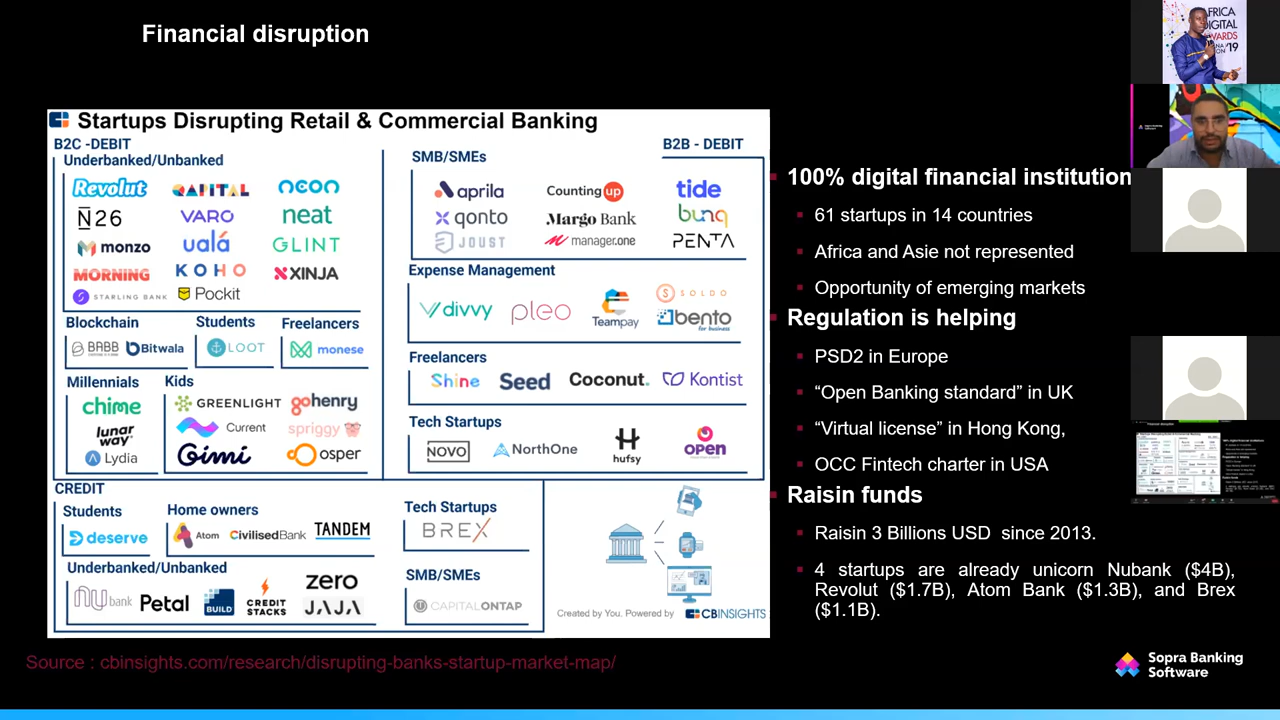 Financial disruption
Startups Disrupting Retail & Commercial Banking
B2C -DEBIT
Underbanked/Unbanked
Revolut
QAPITAL
neon
N26
VARO
neat
monzo
ualá
GLINT
MORNING
KOHO
XINJA
STARLING BANK
Pockit
Blockchain
BABB
Bitwala
Students
LOOT
Freelancers
monese
Millennials
chime
lunar way
Lydia
Kids
GREENLIGHT
gohenry
Current
spriggy
Gimi
osper
B2B - DEBIT
SMB/SMEs
aprila
Counting up
tide
qonto
Margo Bank
bunq
JOUST
manager.one
PENTA
Expense Management
divvy
pleo
Teampay
SOLDO
bento
for business
Freelancers
Shine
Seed
Coconut.
Kontist
Tech Startups
NOVO
NorthOne
hufsy
open
CREDIT
Students
deserve
Home owners
Atom
CivilisedBank
TANDEM
Underbanked/Unbanked
nu bank
Petal
BUILD
CREDIT
STACKS
zero
JAJA
Tech Startups
BREX
SMB/SMEs
CAPITALONTAP
Created by You. Powered by
CBINSIGHTS
100% digital financial institution
61 startups in 14 countries
Africa and Asie not represented
Opportunity of emerging markets
Regulation is helping
PSD2 in Europe
“Open Banking standard” in UK
“Virtual license” in Hong Kong,
OCC Fintech charter in USA
Raisin funds
Raisin 3 Billions USD since 2013.
4 startups are already unicorn Nubank ($4B),
Revolut ($1.7B), Atom Bank ($1.3B), and Brex
($1.1B).
Source : cbinsights.com/research/disrupting-banks-startup-market-map/
Sopra Banking
Software
AFRICA
DIGITAL
AWARDS
'19